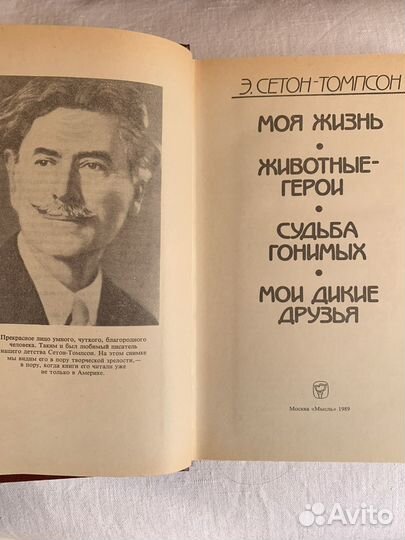 Прекрасное лицо умного, чуткого, благородного
человека. Таким и был любимый писатель
нашего детства Сетон-Томпсон. На этом снимке
мы видим его в пору творческой зрелости,—
в пору, когда книги его читали уже
не только в Америке.
Э. СЕТОН-ТОМПСОН
МОЯ ЖИЗНЬ
•
ЖИВОТНЫЕ-
ГЕРОИ
•
СУДЬБА
ГОНИМЫХ
•
МОИ ДИКИЕ
ДРУЗЬЯ
Москва «Мысль» 1989
Avito